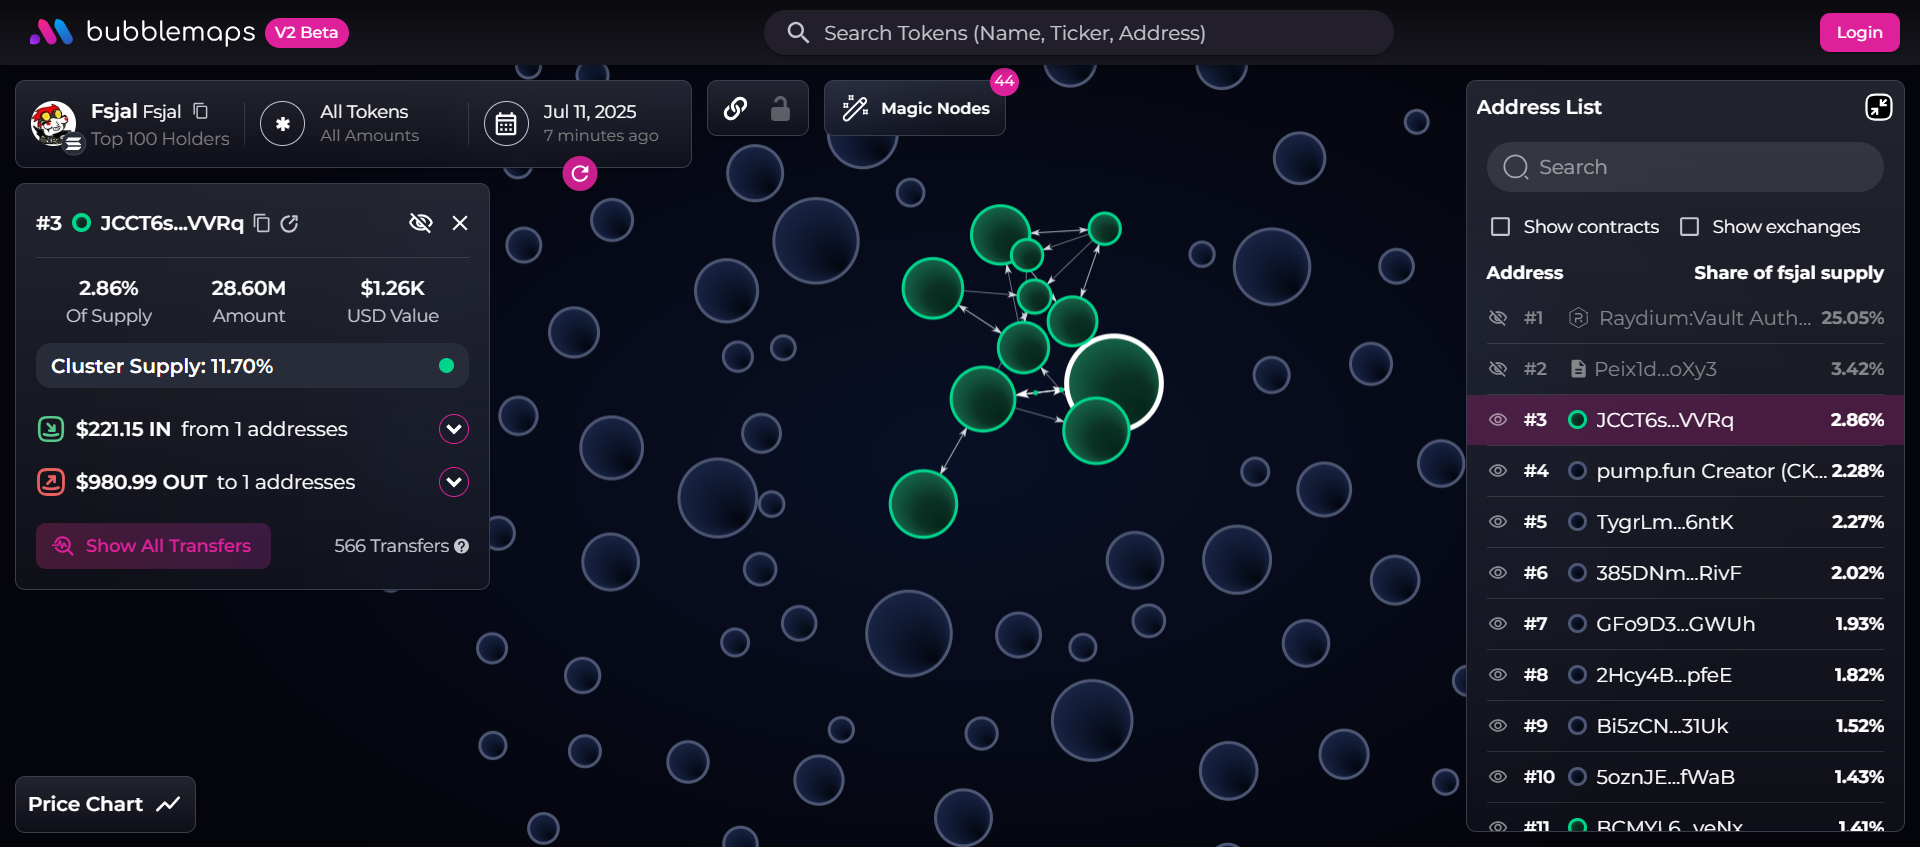 bubblemaps V2 Beta
Search Tokens (Name, Ticker, Address)
Login
Fsjal Fsjal
Top 100 Holders
All Tokens
All Amounts
Jul 11, 2025
7 minutes ago
Magic Nodes
44
#3 JCCT6s...VVRq
2.86% 28.60M $1.26K
Of Supply Amount USD Value
Cluster Supply: 11.70%
$221.15 IN from 1 addresses
$980.99 OUT to 1 addresses
Show All Transfers 566 Transfers ?
Price Chart
Address List
Search
Show contracts Show exchanges
Address Share of fsjal supply
#1 Raydium:Vault Auth... 25.05%
#2 Peix1d...oXy3 3.42%
#3 JCCT6s...VVRq 2.86%
#4 pump.fun Creator (CK... 2.28%
#5 TygrLm...6ntK 2.27%
#6 385DNm...RivF 2.02%
#7 GFo9D3...GWUh 1.93%
#8 2Hcy4B...pfeE 1.82%
#9 Bi5zCN...31Uk 1.52%
#10 5oznJE...fWaB 1.43%
#11 BCMYL6...veNx 1.41%